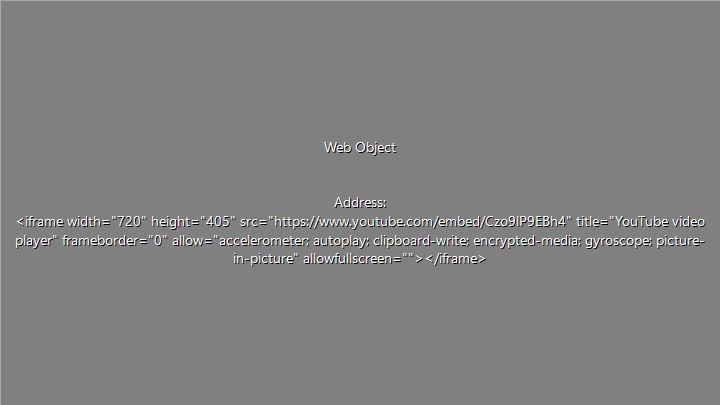 Web Object
Address:
<iframe width="720" height="405" src="https://www.youtube.com/embed/Czo9lP9EBh4" title="YouTube video
player" frameborder="0" allow="accelerometer; autoplay; clipboard-write; encrypted-media; gyroscope; picture-
in-picture" allowfullscreen=""></iframe>